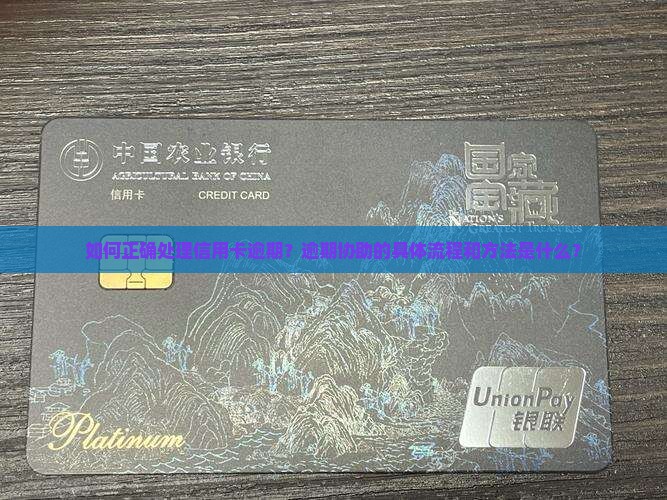 中国农业银行
AGRICULTURAL BANK OF CHINA
信用卡 CREDIT CARD
国家宝藏
NATION'S
GREATEST TREASURES
如何正确处理信用卡逾期？逾期协助的具体流程和方法是什么？
Platinum
UnionPay
银联